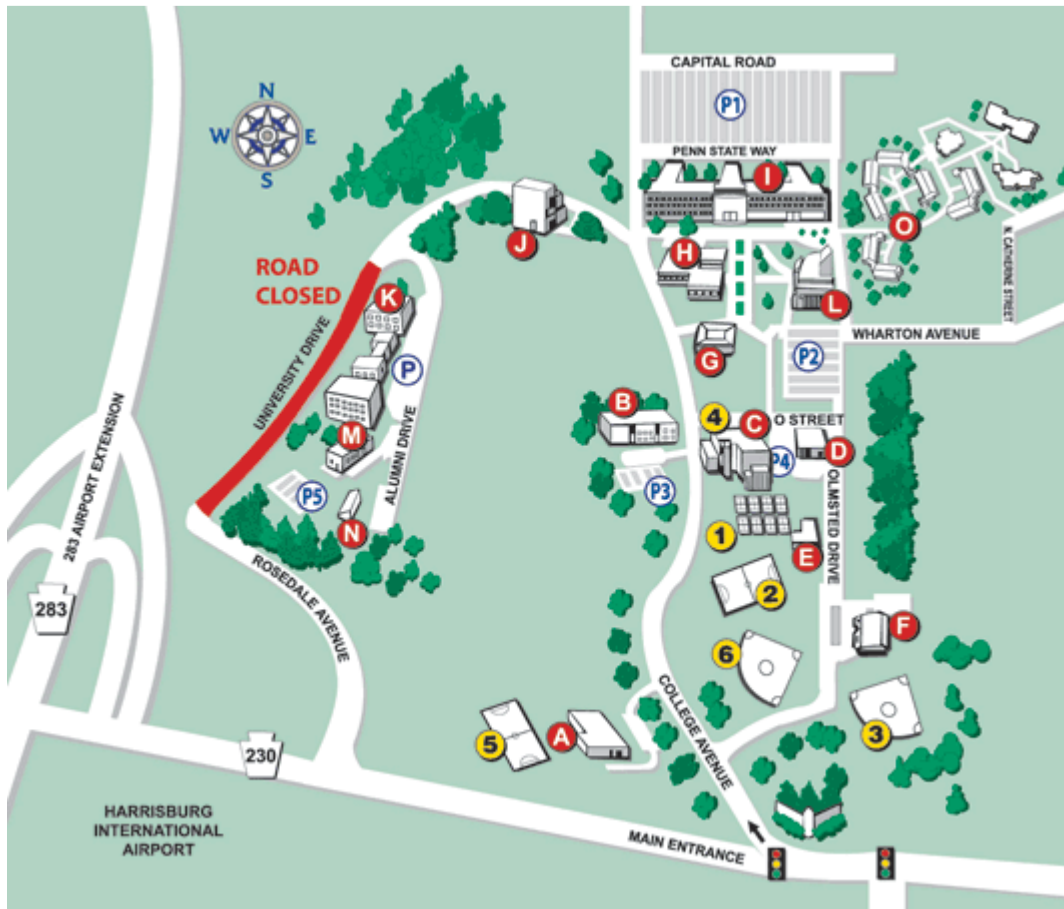 N
W E
S
CAPITAL ROAD
P1
PENN STATE WAY
I
J
O
H
N. CATHERINE STREET
ROAD
CLOSED
K
L
UNIVERSITY DRIVE
G
WHARTON AVENUE
P2
P
B
4
C
O STREET
M
D
P4
ALUMNI DRIVE
P3
P5
N
1
E
OLMSTED DRIVE
283 AIRPORT EXTENSION
2
283
ROSEDALE AVENUE
F
6
COLLEGE AVENUE
5
A
3
230
HARRISBURG
INTERNATIONAL
AIRPORT
MAIN ENTRANCE